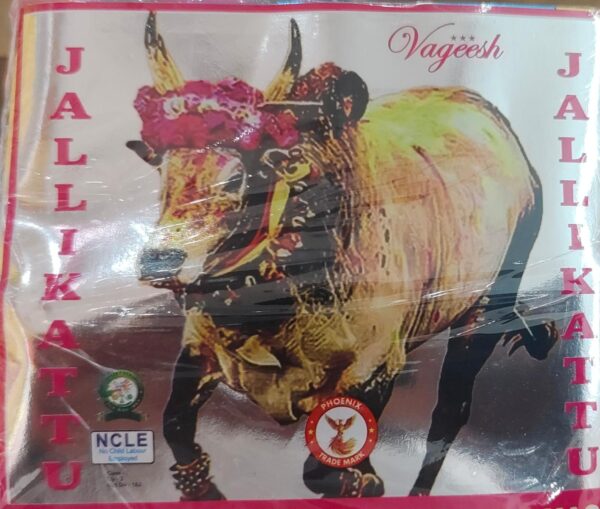 Vageesh
JALLIKATTU
JALLIKATTU
PHOENIX
TRADE MARK
NCLE
No Child Labour
Employed